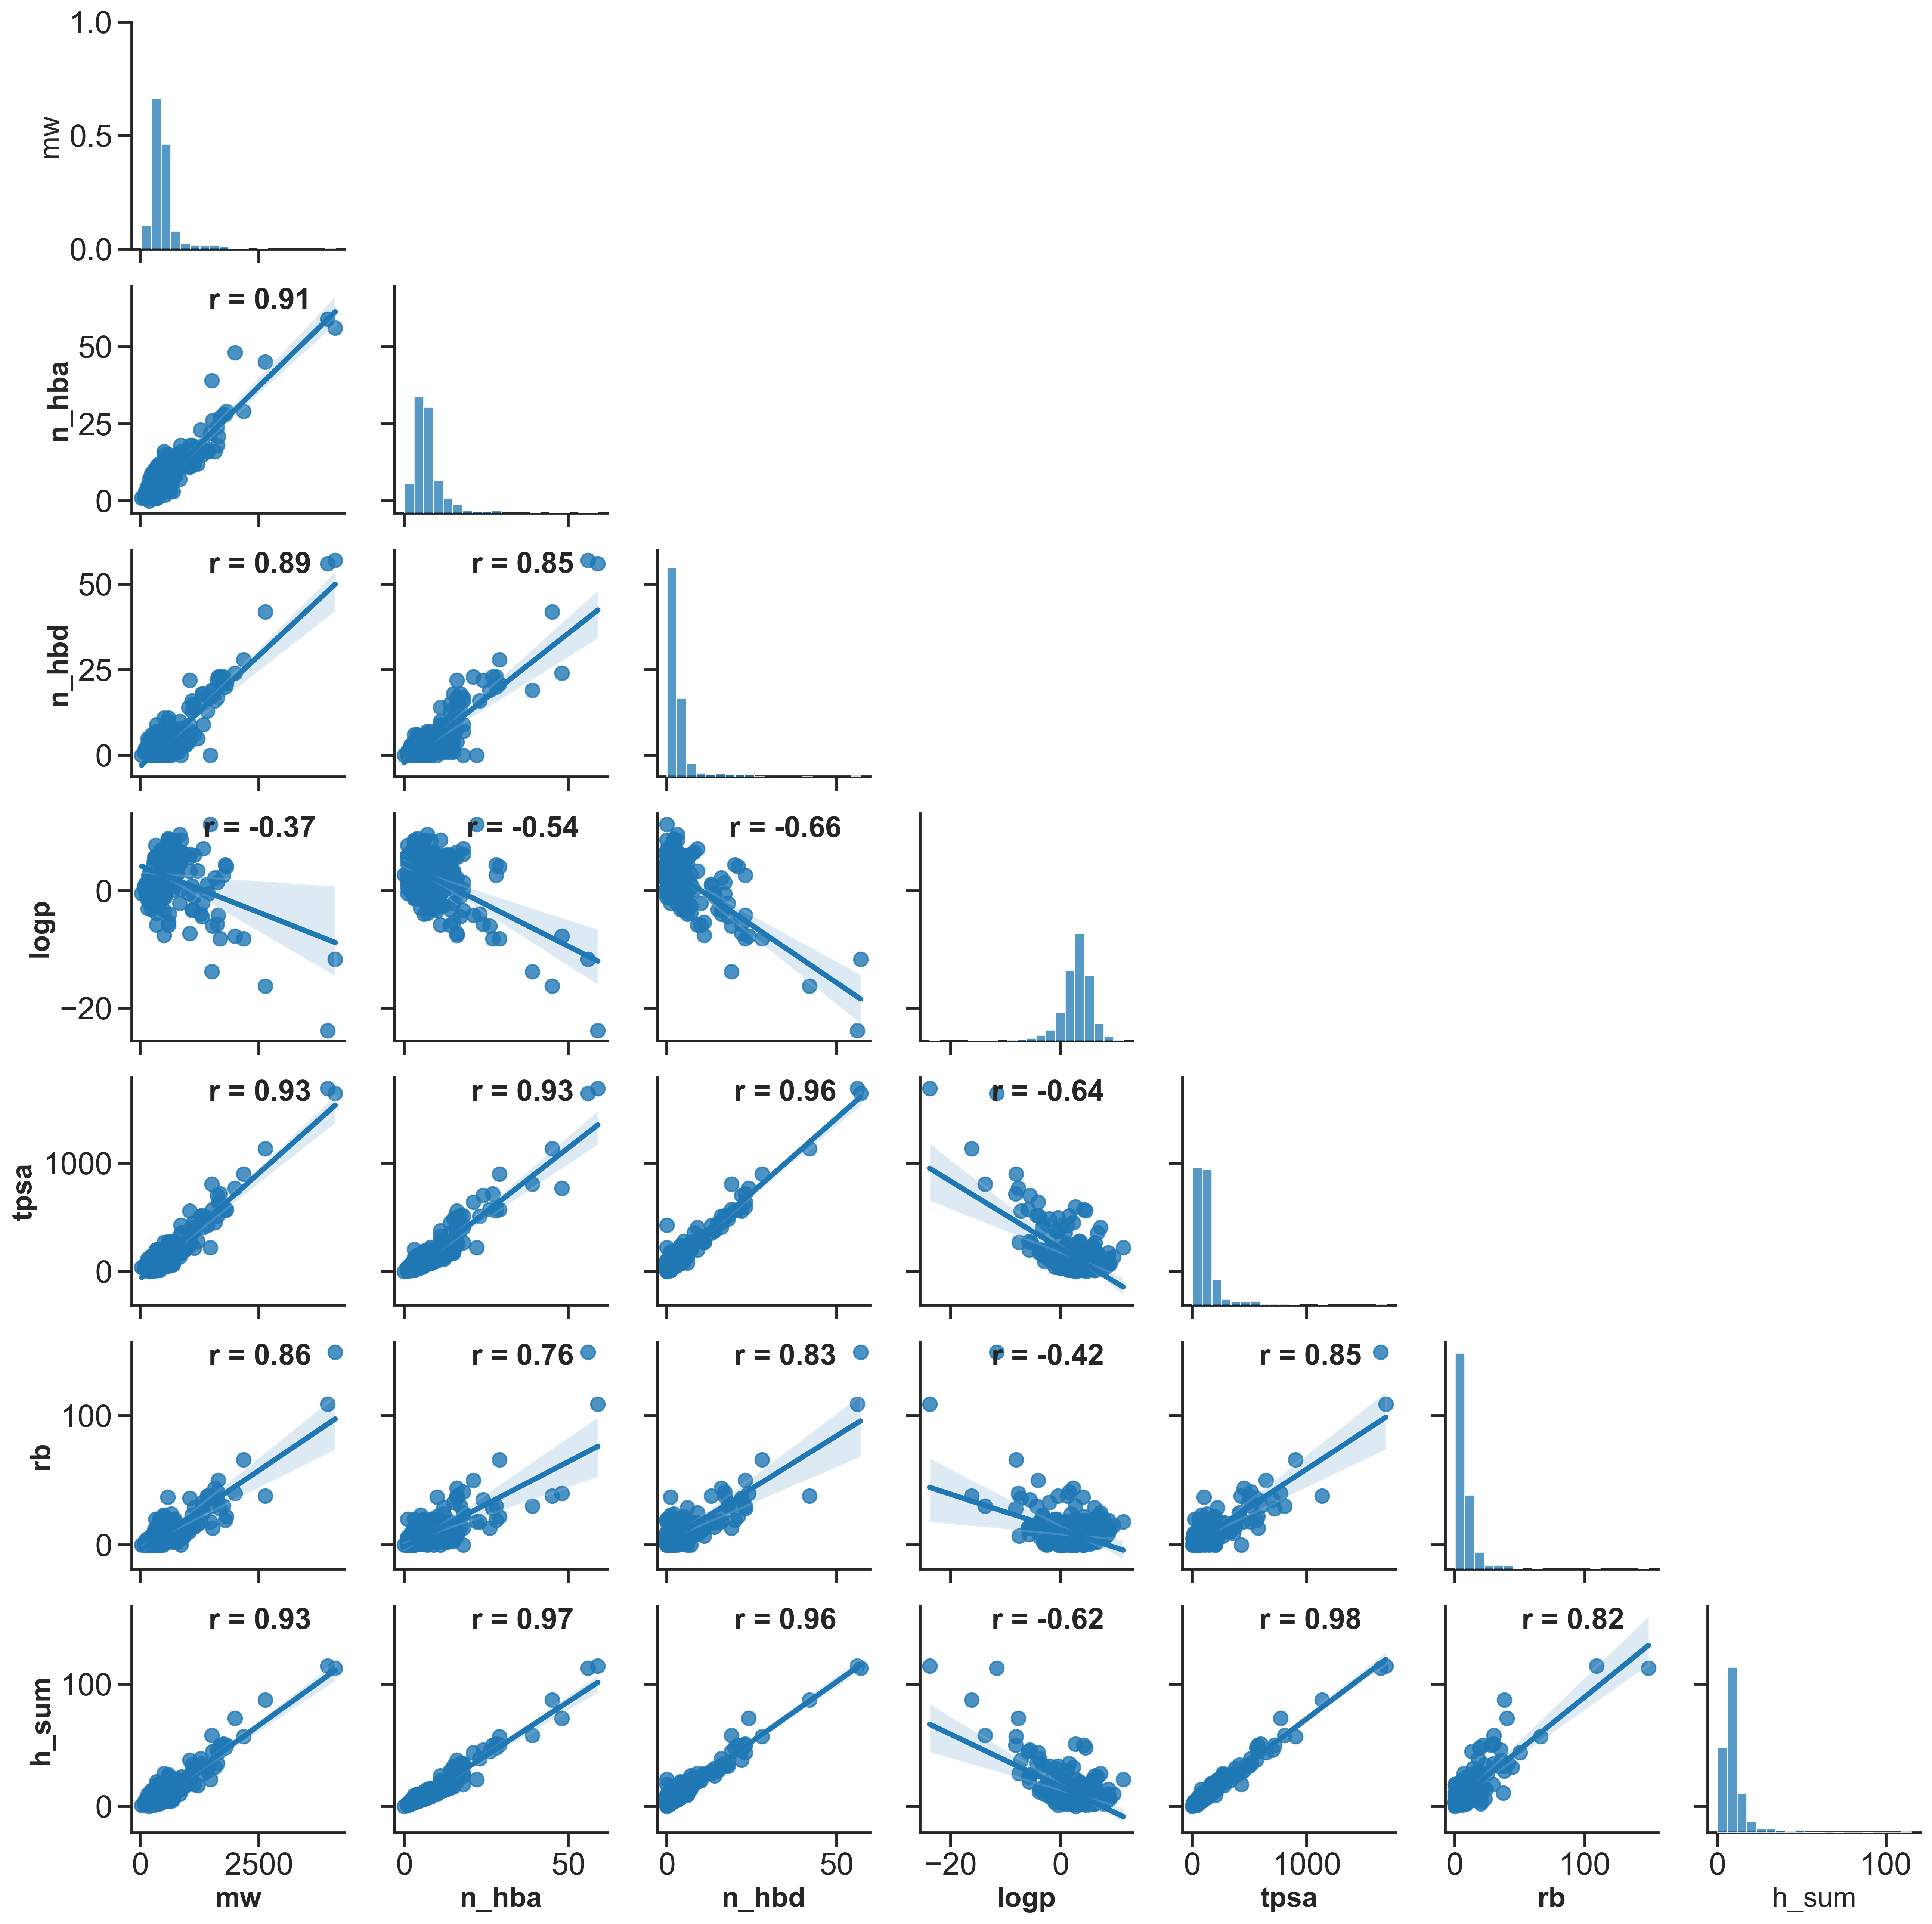 1.0
mw
0.5
0.0
r = 0.91
n_hba
50
25
0
r = 0.89
r = 0.85
n_hbd
50
25
0
r = -0.37
r = -0.54
r = -0.66
logp
0
−20
r = 0.93
r = 0.93
r = 0.96
r = -0.64
tpsa
1000
0
r = 0.86
r = 0.76
r = 0.83
r = -0.42
r = 0.85
rb
100
0
r = 0.93
r = 0.97
r = 0.96
r = -0.62
r = 0.98
r = 0.82
h_sum
100
0
0 2500 0 50 0 50 −20 0 0 1000 0 100 0 100
mw n_hba n_hbd logp tpsa rb h_sum